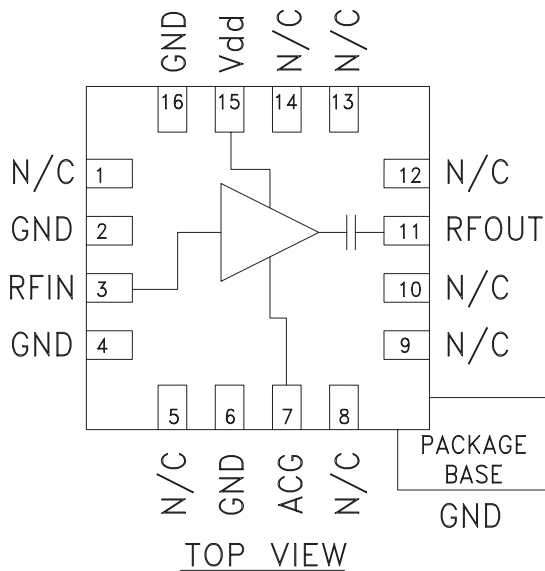 GND Vdd N/C N/C
16 15 14 13
N/C 1 12 N/C
GND 2 11 RFOUT
RFIN 3 10 N/C
GND 4 9 N/C
5 6 7 8
N/C GND ACG N/C
PACKAGE
BASE
GND
TOP VIEW